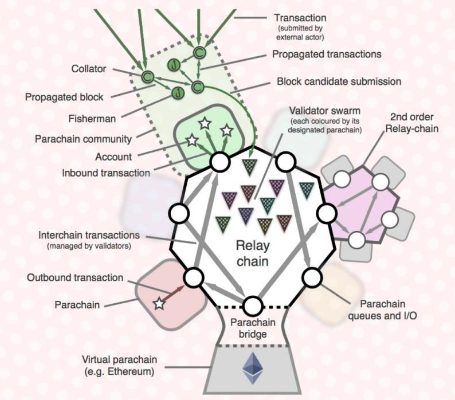 Transaction
(submitted by
external actor)
Collator
Propagated transactions
Block candidate submission
Propagated block
Fisherman
Validator swarm
(each coloured by its
designated parachain)
2nd order
Relay-chain
Parachain community
Account
Inbound transaction
Interchain transactions
(managed by validators)
Relay
chain
Outbound transaction
Parachain
Parachain
queues and I/O
Parachain
bridge
Virtual parachain
(e.g. Ethereum)